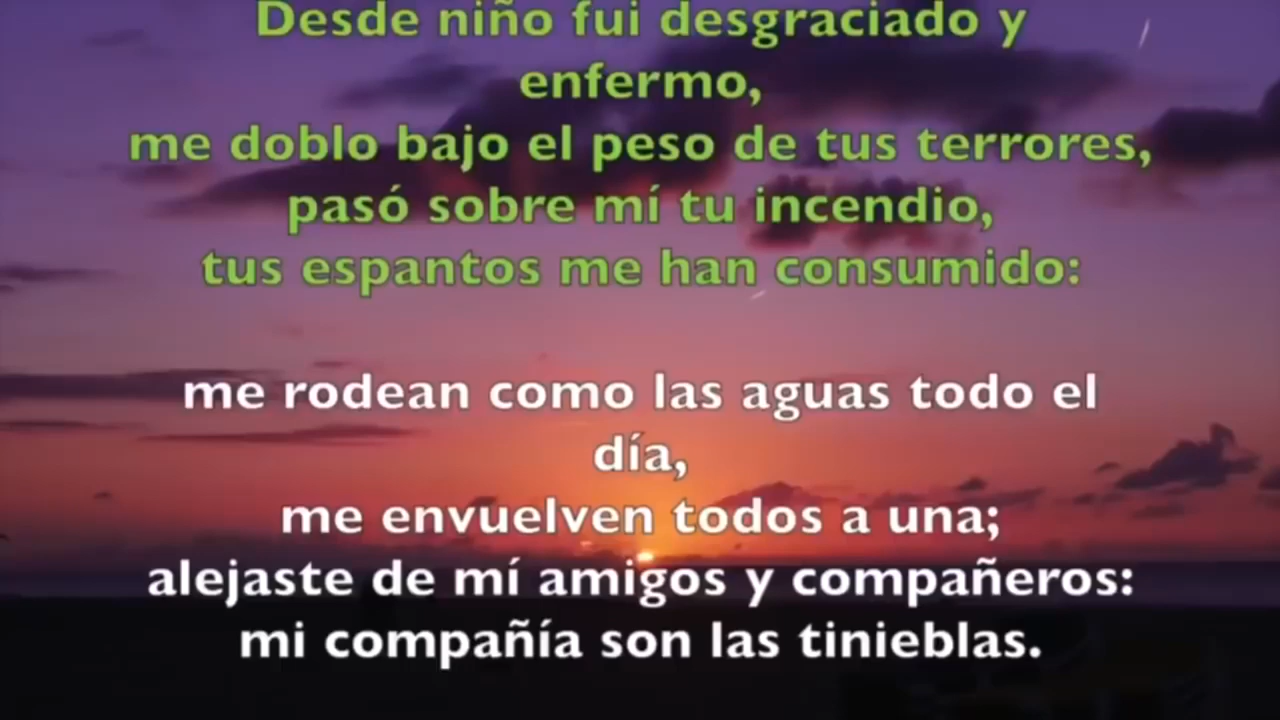 Desde niño fui desgraciado y
enfermo,
me doblo bajo el peso de tus terrores,
pasó sobre mí tu incendio,
tus espantos me han consumido:
me rodean como las aguas todo el
día,
me envuelven todos a una;
alejaste de mí amigos y compañeros:
mi compañía son las tinieblas.